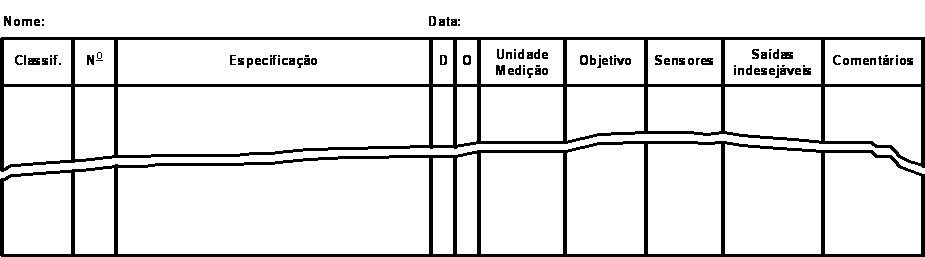 Nome: Data:
Classif. Nº Especificação D O Unidade Medição Objetivo Sensores Saídas indesejáveis Comentários